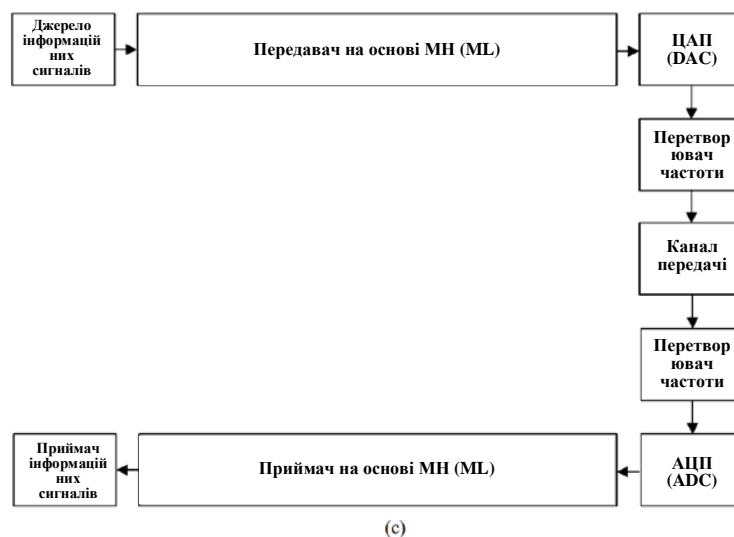 Джерело
інформацій
них
сигналів
Передавач на основі МН (ML)
ЦАП
(DAC)
Перетвор
ювач
частоти
Канал
передачі
Перетвор
ювач
частоти
АЦП
(ADC)
Приймач на основі МН (ML)
Приймач
інформацій
них
сигналів
(c)